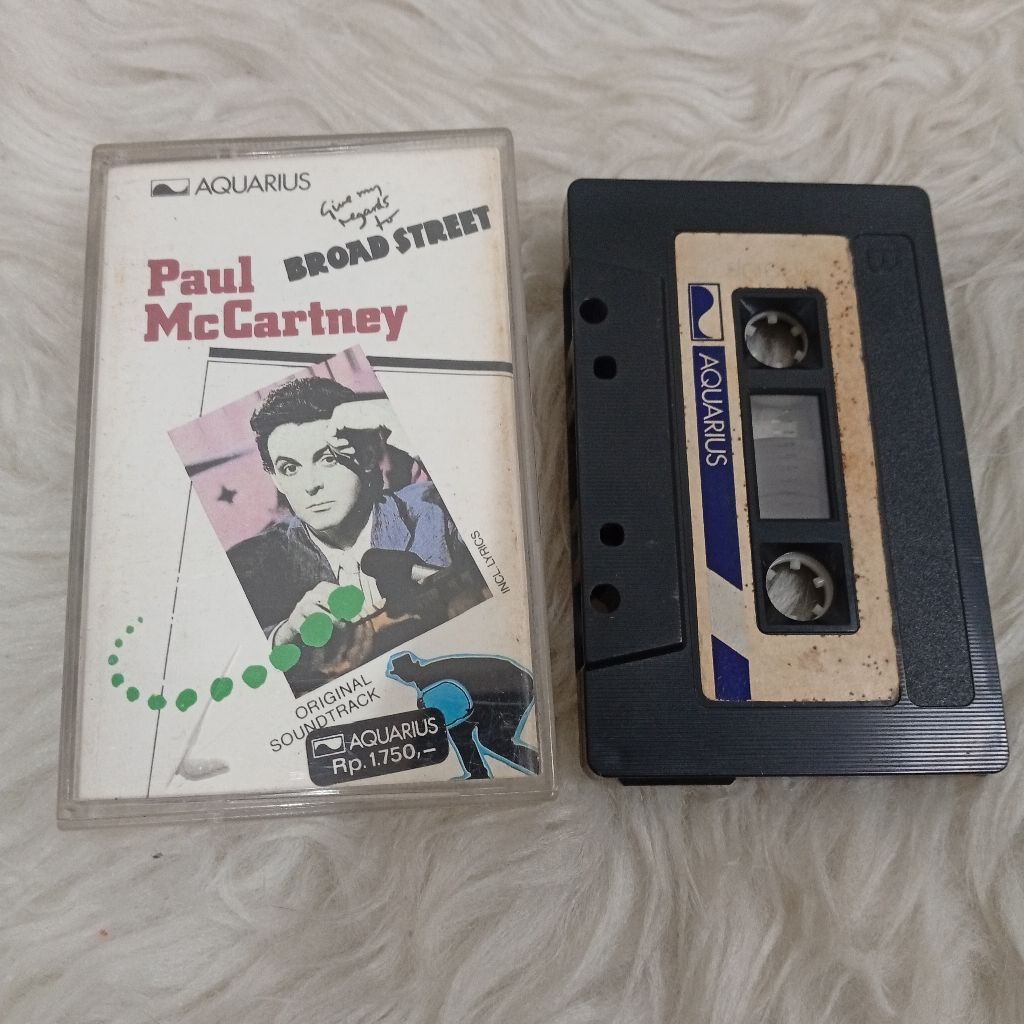 AQUARIUS
Give my
regards
to
BROAD STREET
Paul
McCartney
INCL. LYRICS
ORIGINAL
SOUNDTRACK
AQUARIUS
Rp. 1.750,–
AQUARIUS
B